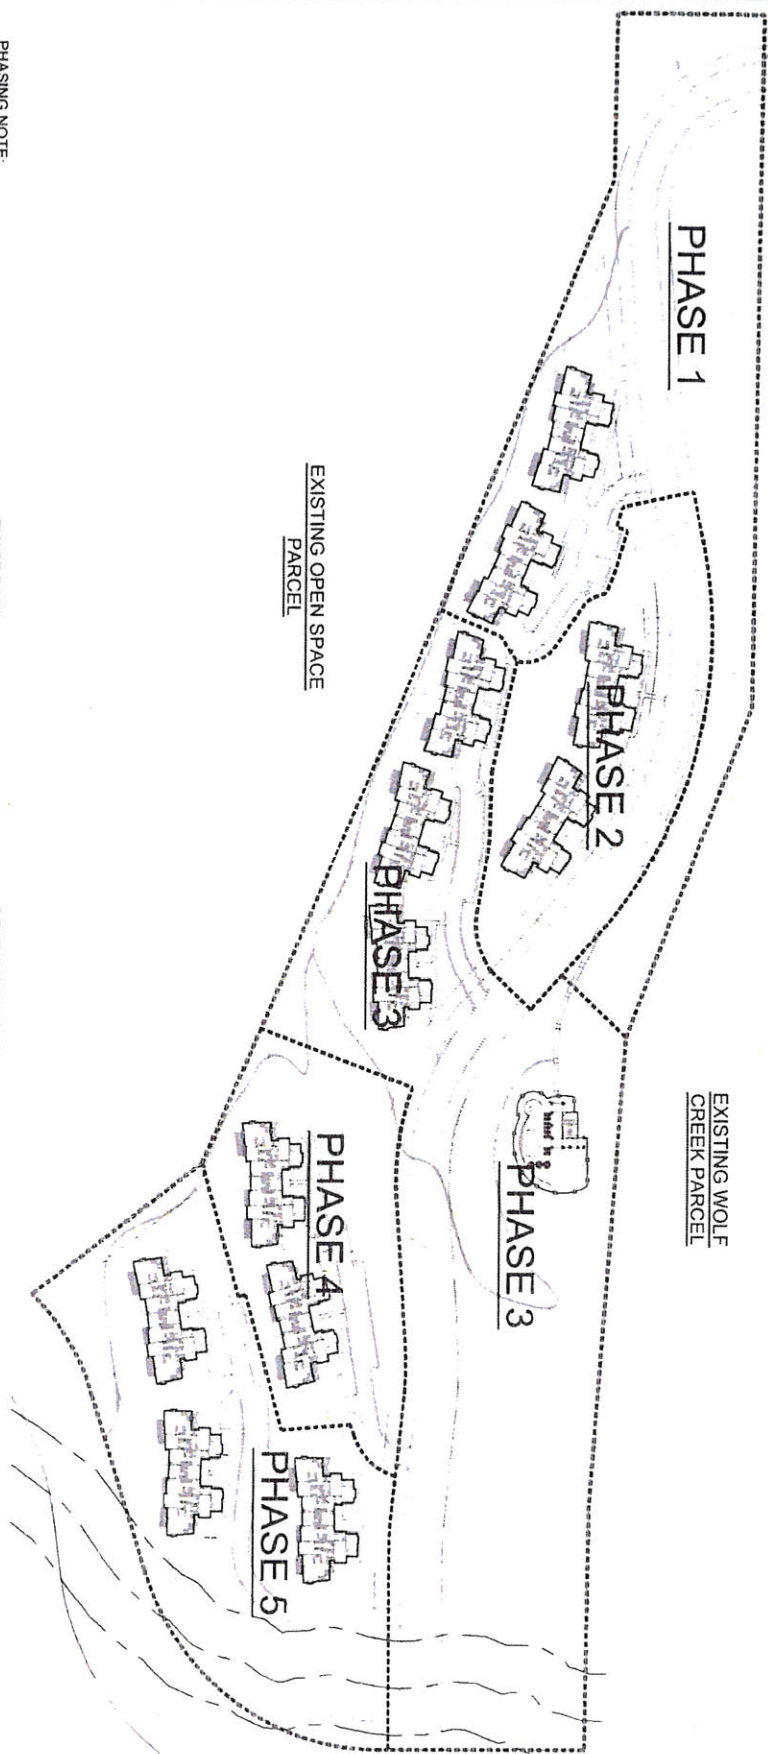 PHASING NOTE:
PHASE 1
PHASE 2
PHASE 3
EXISTING OPEN SPACE
PARCEL
EXISTING WOLF
CREEK PARCEL
PHASE 3
PHASE 4
PHASE 5